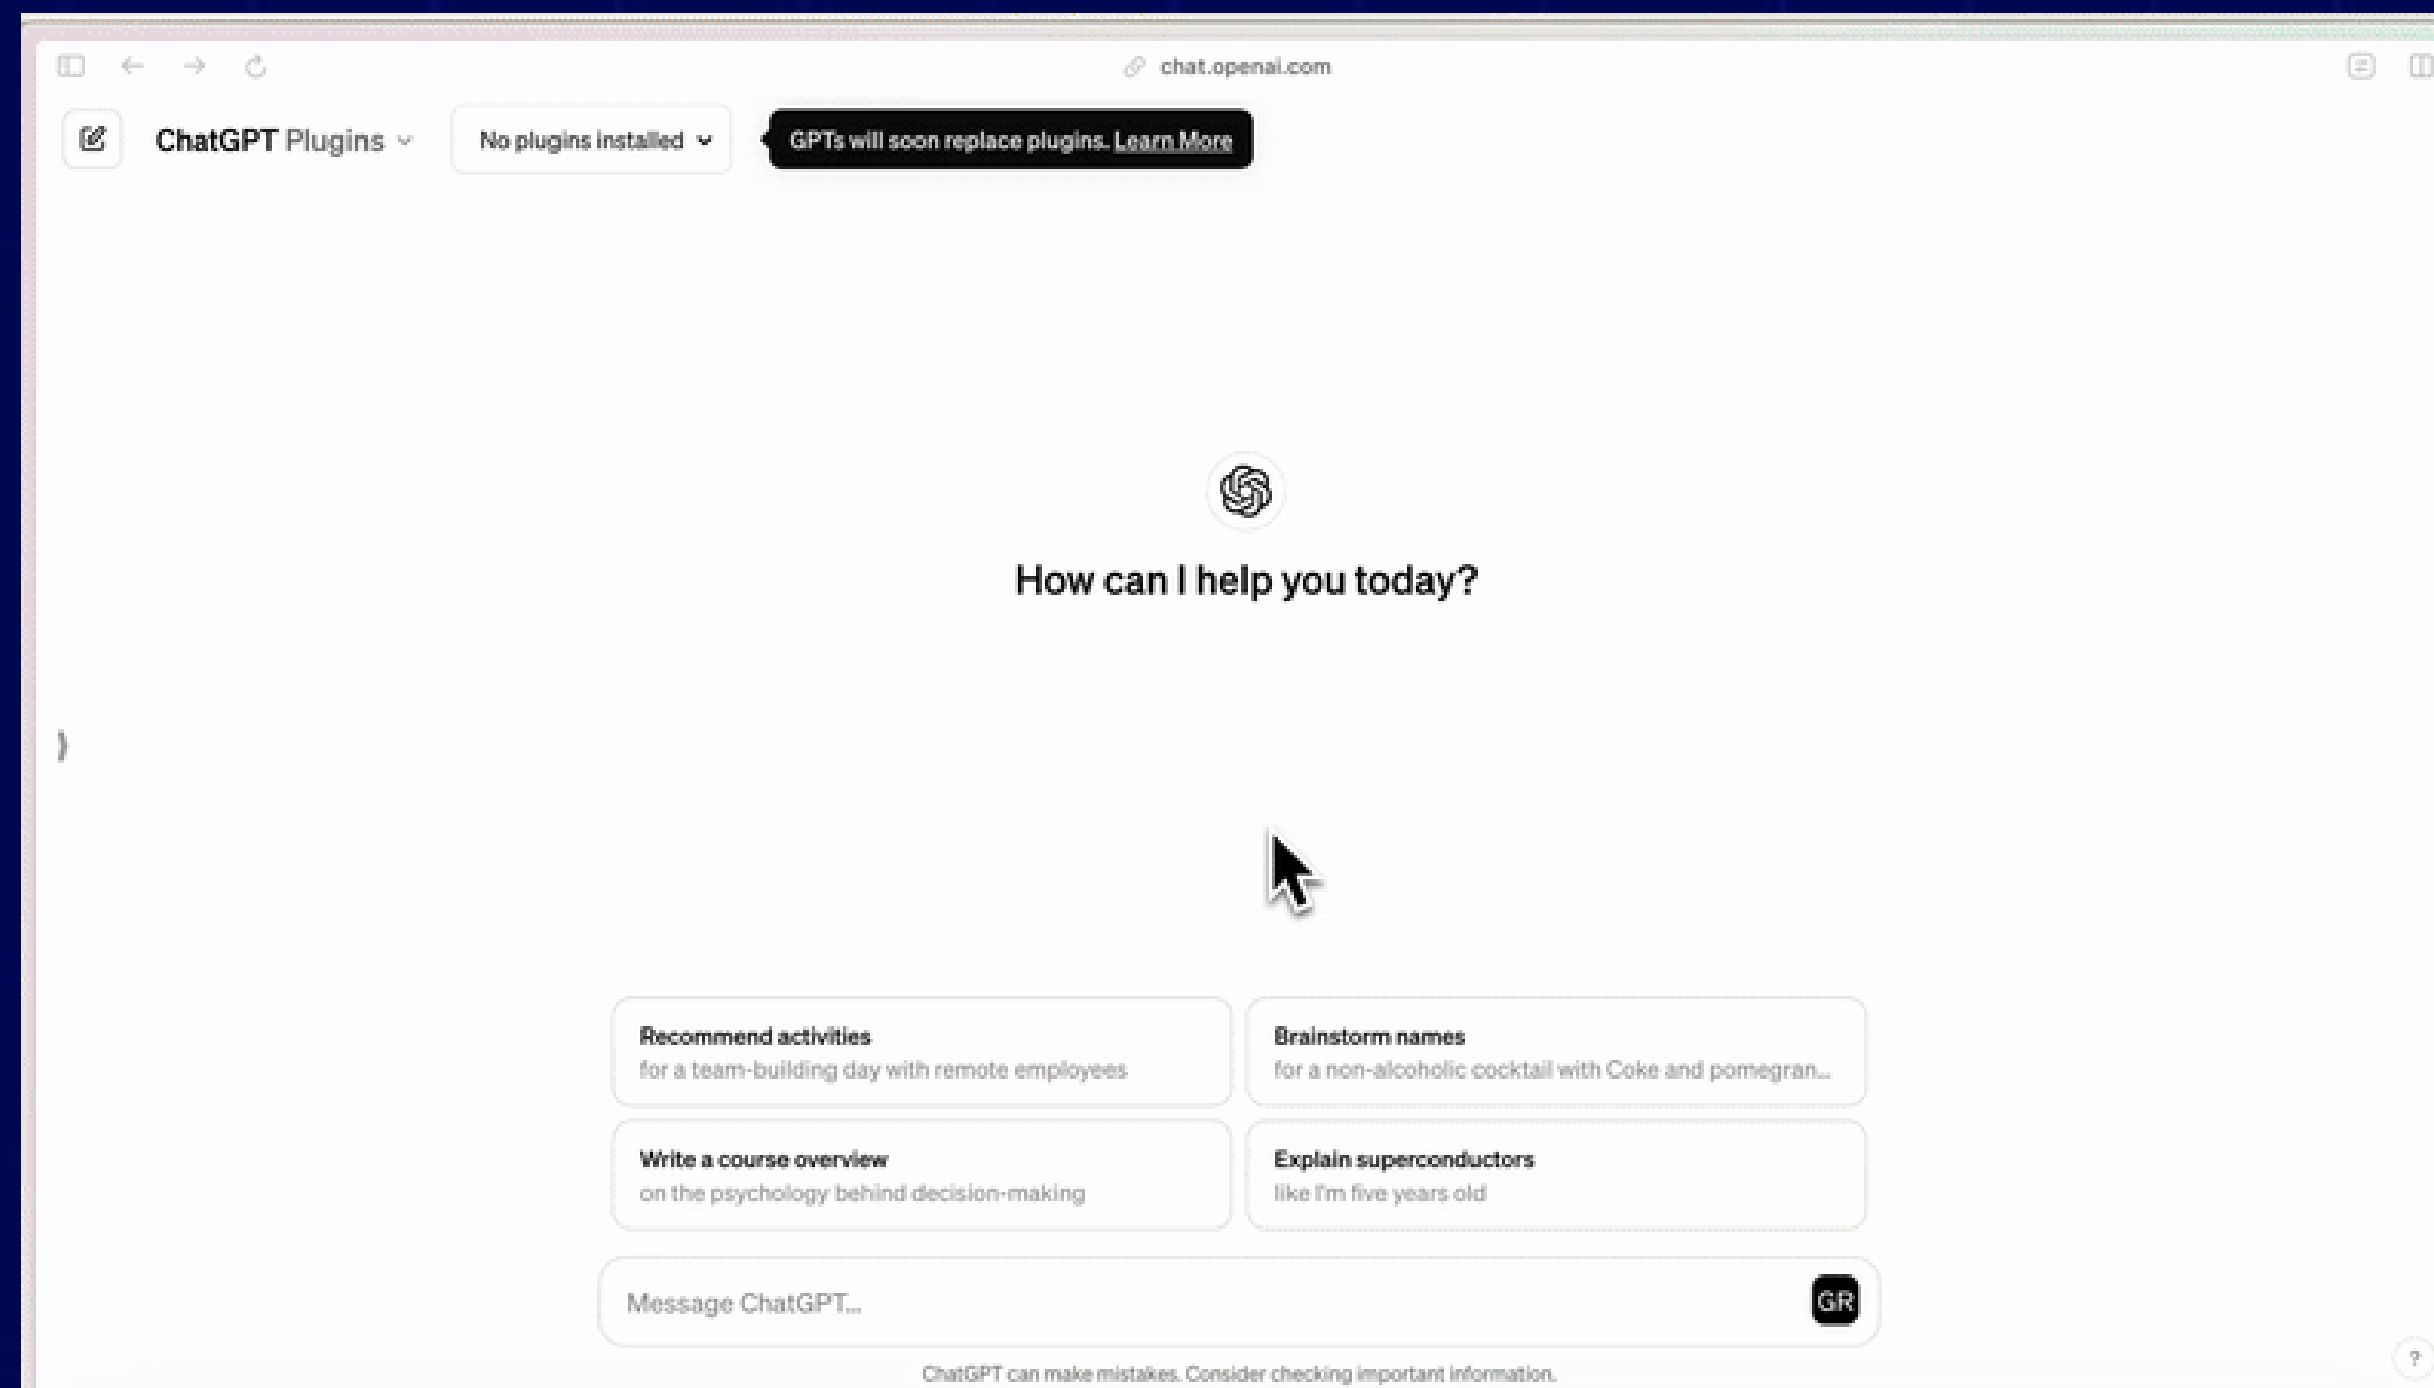 chat.openai.com
ChatGPT Plugins
No plugins installed
GPTs will soon replace plugins. Learn More
How can I help you today?
Recommend activities
for a team-building day with remote employees
Brainstorm names
for a non-alcoholic cocktail with Coke and pomegran...
Write a course overview
on the psychology behind decision-making
Explain superconductors
like I'm five years old
Message ChatGPT...
GR
ChatGPT can make mistakes. Consider checking important information.
?